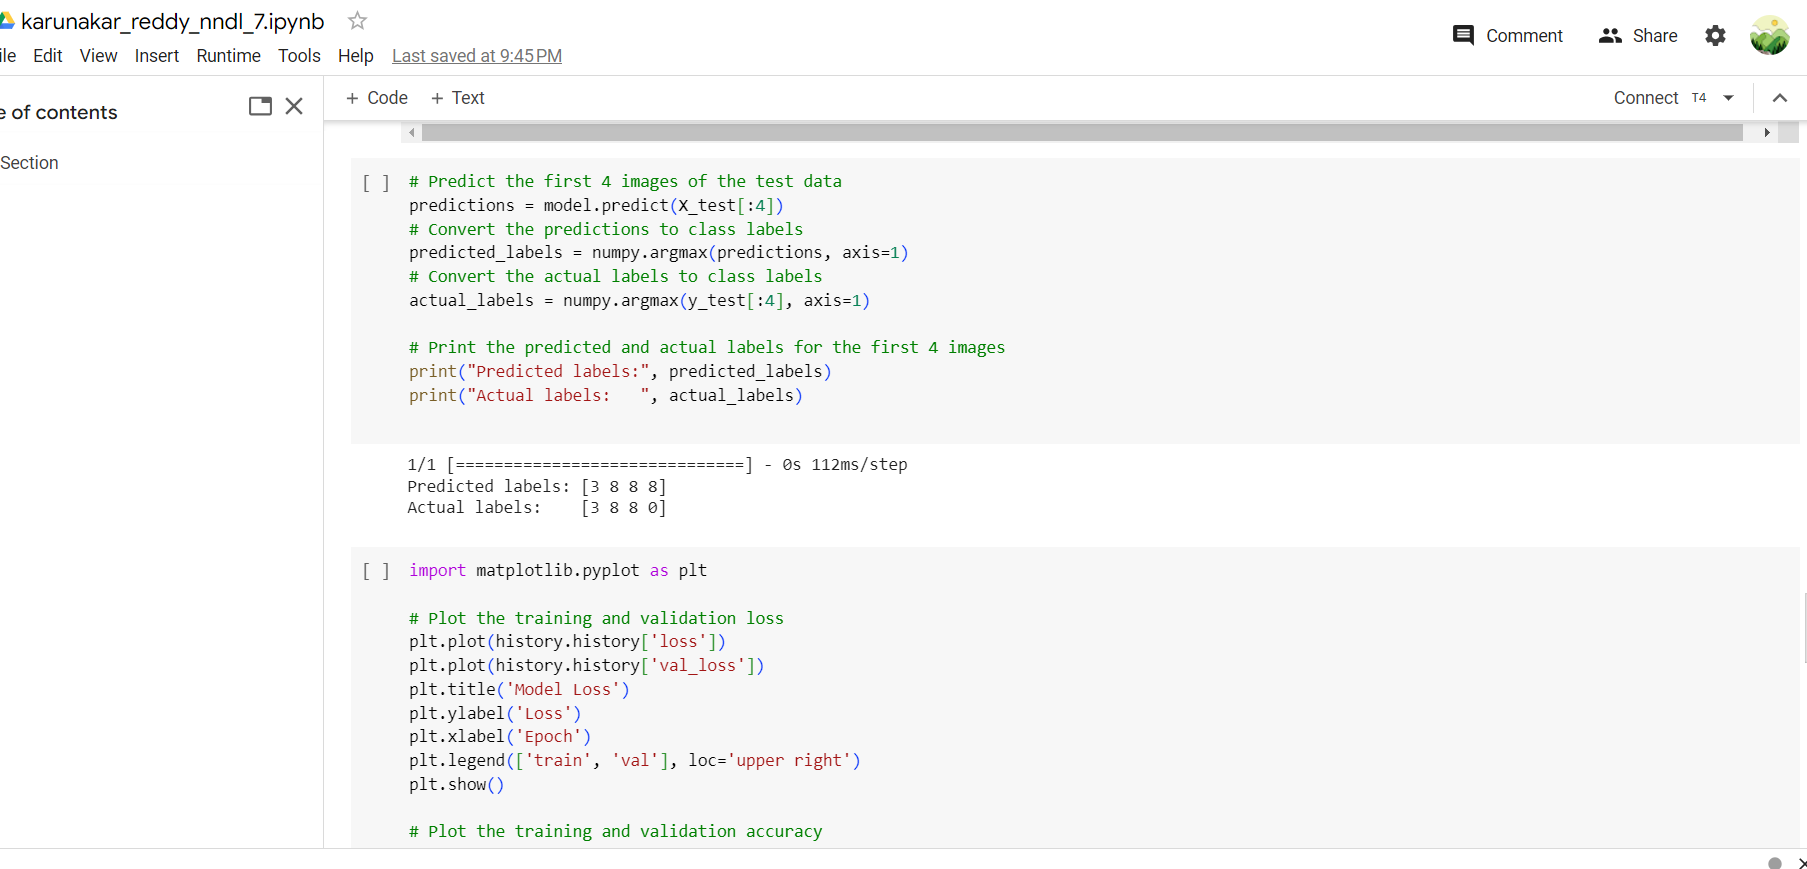 karunakar_reddy_nndl_7.ipynb
ile Edit View Insert Runtime Tools Help Last saved at 9:45 PM
Comment Share
e of contents
+ Code + Text
Connect T4
Section
[ ] # Predict the first 4 images of the test data
predictions = model.predict(X_test[:4])
# Convert the predictions to class labels
predicted_labels = numpy.argmax(predictions, axis=1)
# Convert the actual labels to class labels
actual_labels = numpy.argmax(y_test[:4], axis=1)
# Print the predicted and actual labels for the first 4 images
print("Predicted labels:", predicted_labels)
print("Actual labels:   ", actual_labels)
1/1 [==============================] - 0s 112ms/step
Predicted labels: [3 8 8 8]
Actual labels:    [3 8 8 0]
[ ] import matplotlib.pyplot as plt
# Plot the training and validation loss
plt.plot(history.history['loss'])
plt.plot(history.history['val_loss'])
plt.title('Model Loss')
plt.ylabel('Loss')
plt.xlabel('Epoch')
plt.legend(['train', 'val'], loc='upper right')
plt.show()
# Plot the training and validation accuracy